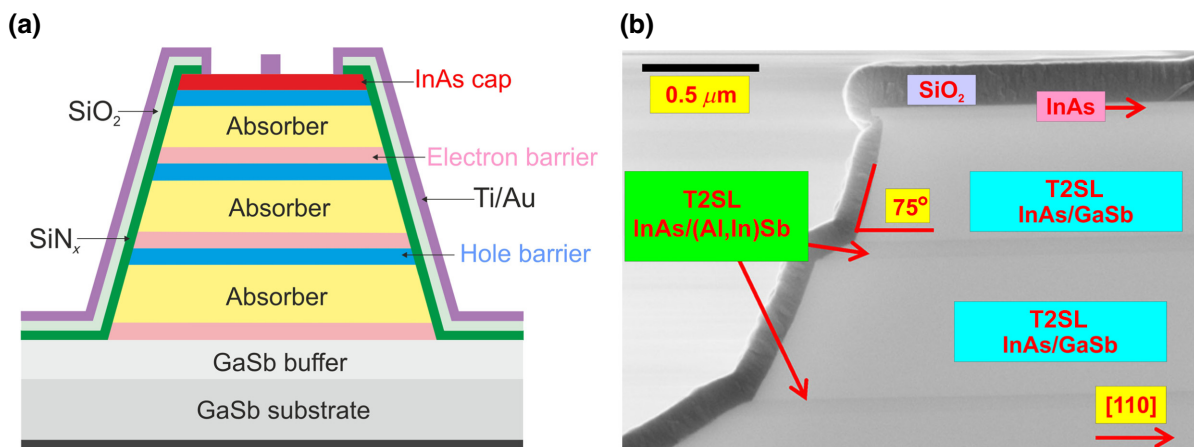 (a)
InAs cap
SiO₂
Absorber
Electron barrier
Absorber
Ti/Au
SiNₓ
Hole barrier
Absorber
GaSb buffer
GaSb substrate
(b)
0.5 μm
SiO₂
InAs
T2SL
InAs/(Al,In)Sb
75°
T2SL
InAs/GaSb
T2SL
InAs/GaSb
[110]